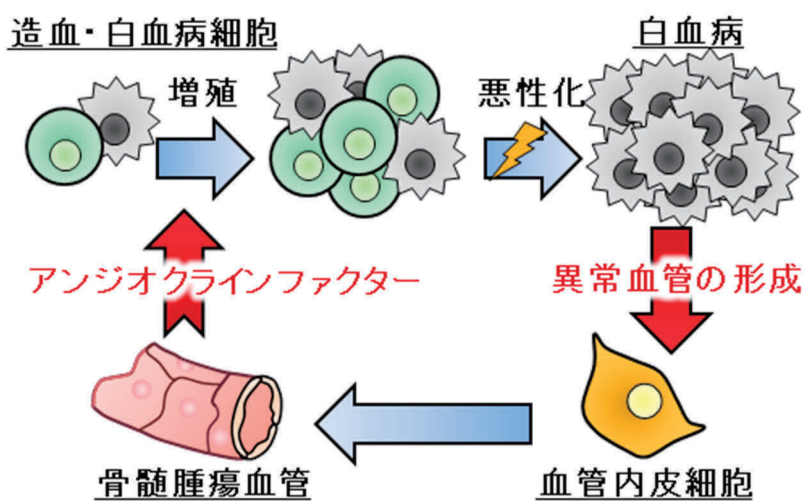 造血・白血病細胞
白血病
増殖
悪性化
アンジオクラインファクター
異常血管の形成
骨髄腫瘍血管
血管内皮細胞